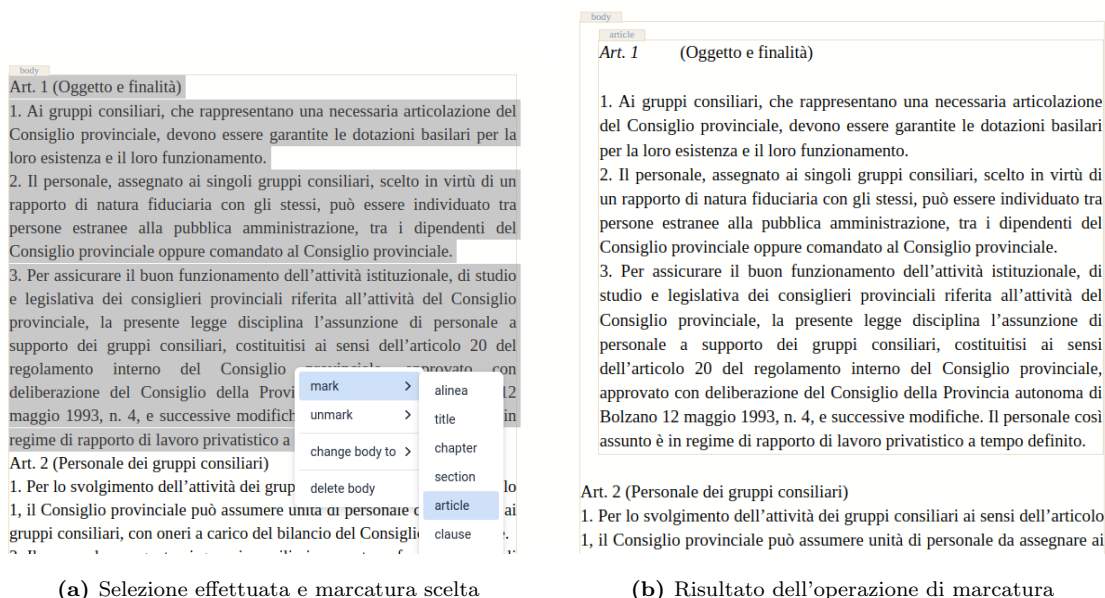 body
Art. 1 (Oggetto e finalità)
1. Ai gruppi consiliari, che rappresentano una necessaria articolazione del
Consiglio provinciale, devono essere garantite le dotazioni basilari per la
loro esistenza e il loro funzionamento.
2. Il personale, assegnato ai singoli gruppi consiliari, scelto in virtù di un
rapporto di natura fiduciaria con gli stessi, può essere individuato tra
persone estranee alla pubblica amministrazione, tra i dipendenti del
Consiglio provinciale oppure comandato al Consiglio provinciale.
3. Per assicurare il buon funzionamento dell'attività istituzionale, di studio
e legislativa dei consiglieri provinciali riferita all'attività del Consiglio
provinciale, la presente legge disciplina l'assunzione di personale a
supporto dei gruppi consiliari, costituitisi ai sensi dell'articolo 20 del
regolamento interno del Consiglio provinciale, approvato con
deliberazione del Consiglio della Provi 12
maggio 1993, n. 4, e successive modifich in
regime di rapporto di lavoro privatistico a
Art. 2 (Personale dei gruppi consiliari)
1. Per lo svolgimento dell'attività dei grup lo
1, il Consiglio provinciale può assumere unità di personale ai
gruppi consiliari, con oneri a carico del bilancio del Consigli e.
mark
unmark
change body to
delete body
alinea
title
chapter
section
article
clause
(a) Selezione effettuata e marcatura scelta
body
article
Art. 1 (Oggetto e finalità)
1. Ai gruppi consiliari, che rappresentano una necessaria articolazione
del Consiglio provinciale, devono essere garantite le dotazioni basilari
per la loro esistenza e il loro funzionamento.
2. Il personale, assegnato ai singoli gruppi consiliari, scelto in virtù di
un rapporto di natura fiduciaria con gli stessi, può essere individuato tra
persone estranee alla pubblica amministrazione, tra i dipendenti del
Consiglio provinciale oppure comandato al Consiglio provinciale.
3. Per assicurare il buon funzionamento dell'attività istituzionale, di
studio e legislativa dei consiglieri provinciali riferita all'attività del
Consiglio provinciale, la presente legge disciplina l'assunzione di
personale a supporto dei gruppi consiliari, costituitisi ai sensi
dell'articolo 20 del regolamento interno del Consiglio provinciale,
approvato con deliberazione del Consiglio della Provincia autonoma di
Bolzano 12 maggio 1993, n. 4, e successive modifiche. Il personale così
assunto è in regime di rapporto di lavoro privatistico a tempo definito.
Art. 2 (Personale dei gruppi consiliari)
1. Per lo svolgimento dell'attività dei gruppi consiliari ai sensi dell'articolo
1, il Consiglio provinciale può assumere unità di personale da assegnare ai
(b) Risultato dell'operazione di marcatura